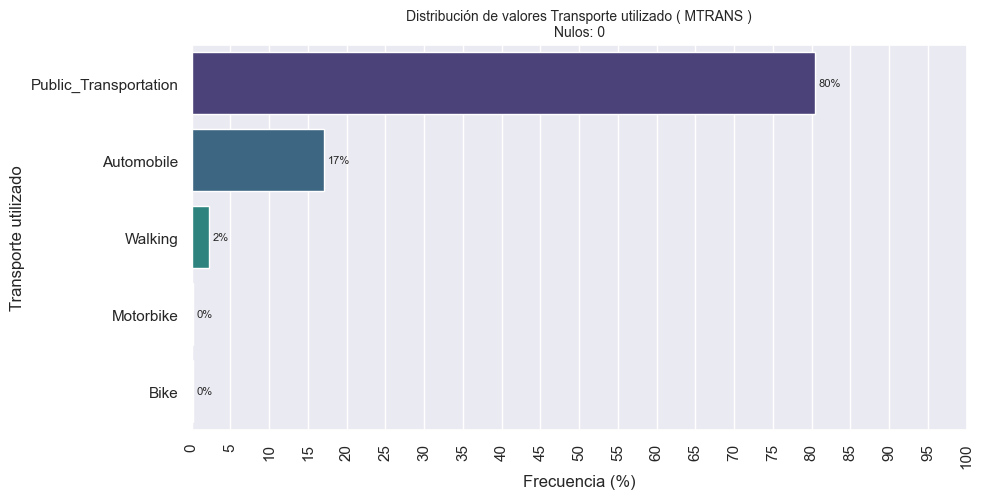 Distribución de valores Transporte utilizado ( MTRANS )
Nulos: 0
Transporte utilizado
Public_Transportation
80%
Automobile
17%
Walking
2%
Motorbike
0%
Bike
0%
0 5 10 15 20 25 30 35 40 45 50 55 60 65 70 75 80 85 90 95 100
Frecuencia (%)